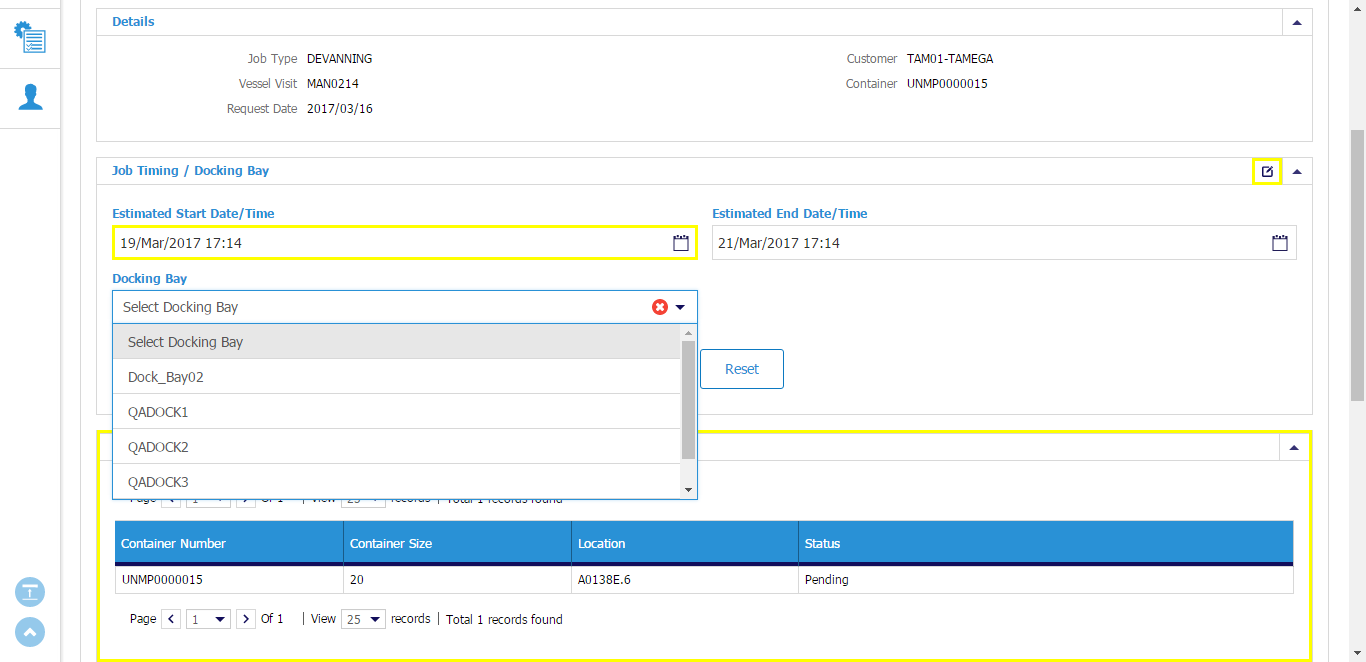 Details
Job Type DEVANNING Customer TAM01-TAMEGA
Vessel Visit MAN0214 Container UNMP0000015
Request Date 2017/03/16
Job Timing / Docking Bay
Estimated Start Date/Time Estimated End Date/Time
19/Mar/2017 17:14 21/Mar/2017 17:14
Docking Bay
Select Docking Bay
Select Docking Bay
Dock_Bay02
Reset
QADOCK1
QADOCK2
QADOCK3
Page 1 Of 1 | View 25 records | Total 1 records found
Container Number Container Size Location Status
UNMP0000015 20 A0138E.6 Pending
Page < 1 > Of 1 | View 25 records | Total 1 records found